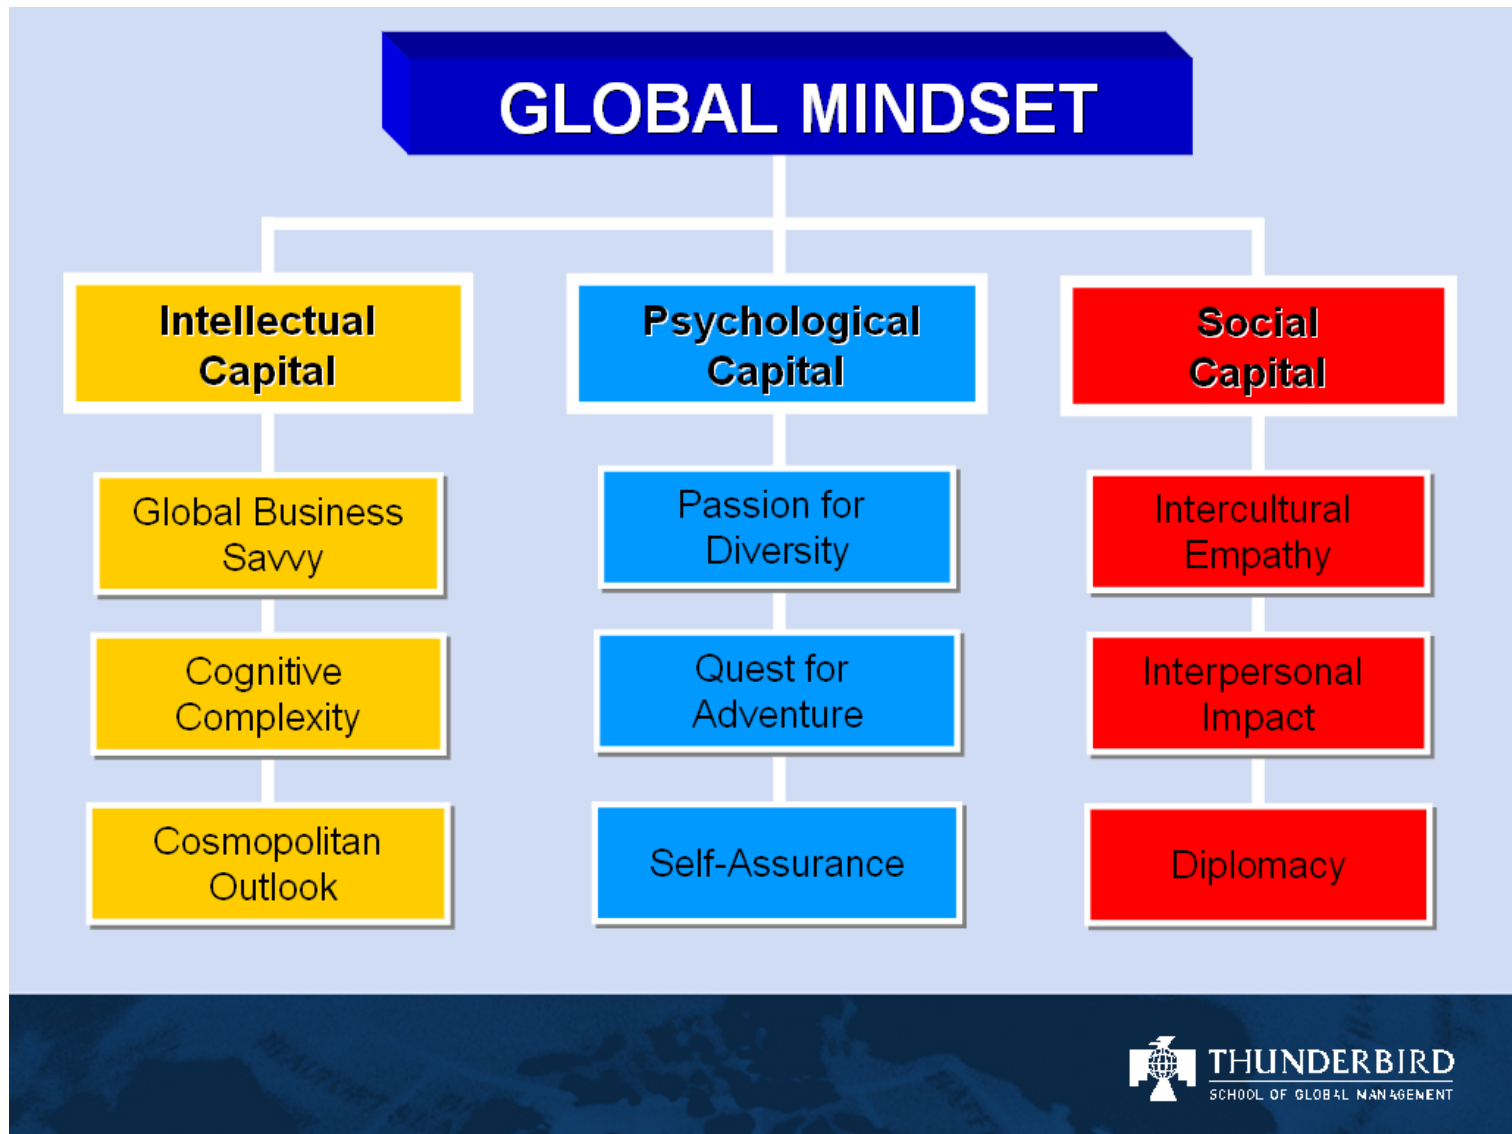 GLOBAL MINDSET
Intellectual
Capital
Global Business
Savvy
Cognitive
Complexity
Cosmopolitan
Outlook
Psychological
Capital
Passion for
Diversity
Quest for
Adventure
Self-Assurance
Social
Capital
Intercultural
Empathy
Interpersonal
Impact
Diplomacy
THUNDERBIRD
SCHOOL OF GLOBAL MANAGEMENT